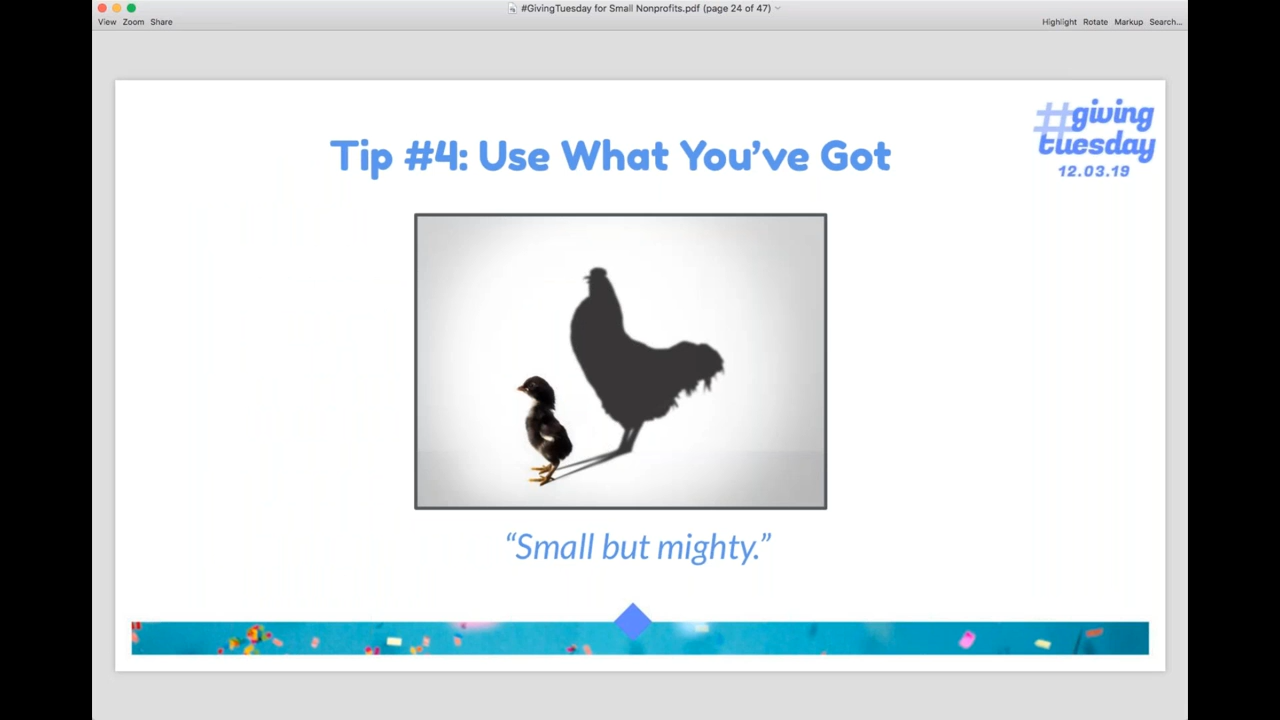 #GivingTuesday for Small Nonprofits.pdf (page 24 of 47)
View Zoom Share
Highlight Rotate Markup Search...
#giving
tuesday
12.03.19
Tip #4: Use What You’ve Got
“Small but mighty.”